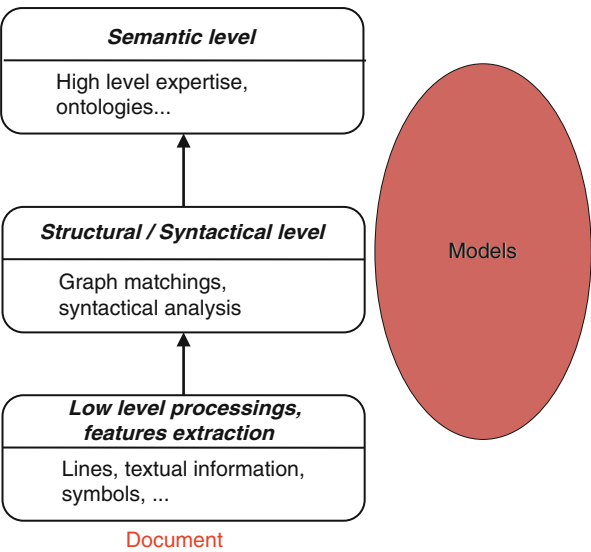 Semantic level
High level expertise,
ontologies...
Structural / Syntactical level
Graph matchings,
syntactical analysis
Models
Low level processings,
features extraction
Lines, textual information,
symbols, ...
Document